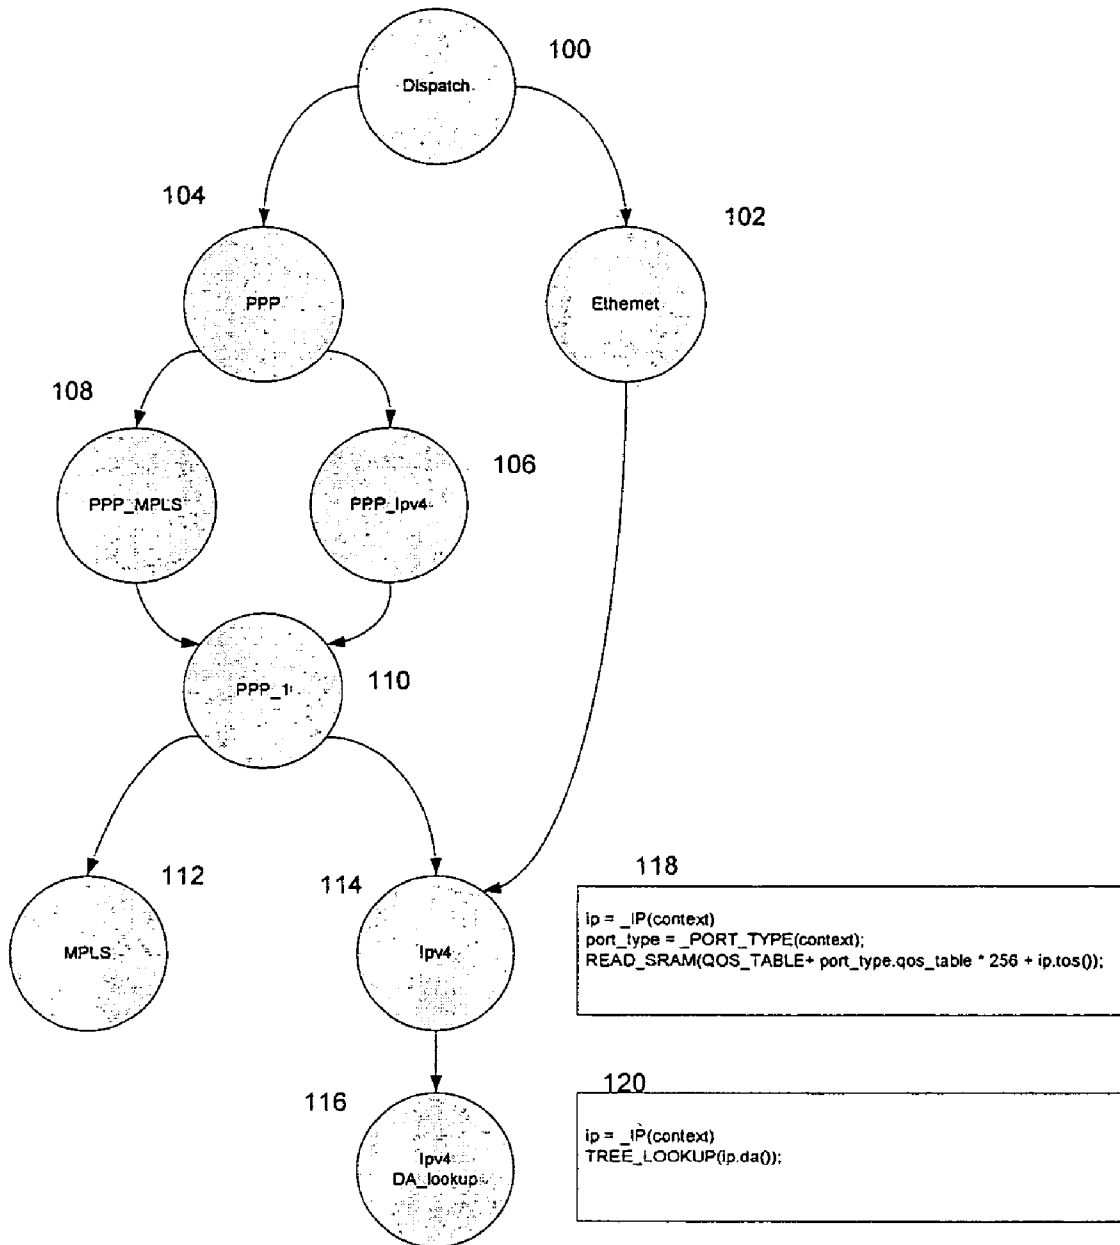 100
Dispatch
104
102
PPP
Ethernet
108
106
PPP_MPLS
PPP_Ipv4
PPP_1
110
112
114
118
MPLS
Ipv4
ip = _IP(context)
port_type = _PORT_TYPE(context);
READ_SRAM(QOS_TABLE+ port_type.qos_table * 256 + ip.tos());
116
120
Ipv4
DA_lookup
ip = _IP(context)
TREE_LOOKUP(ip.da());